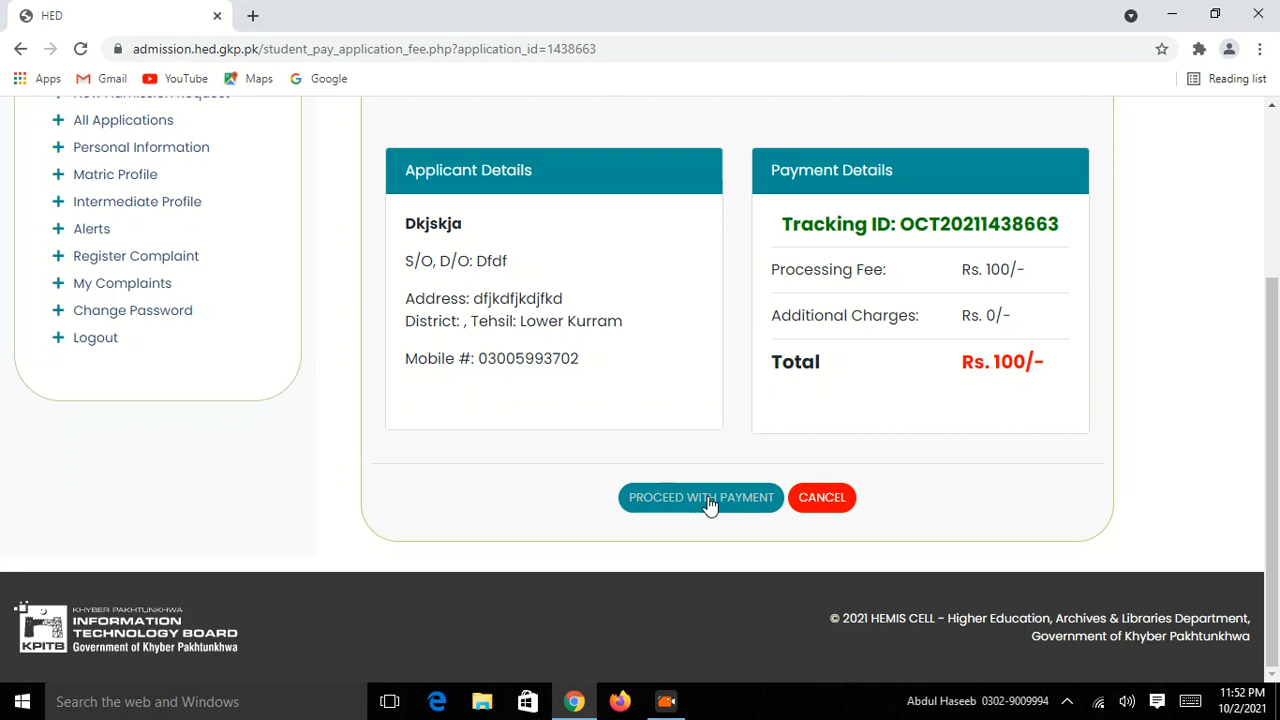 HED
admission.hed.gkp.pk/student_pay_application_fee.php?application_id=1438663
Apps
Gmail
YouTube
Maps
Google
Reading list
New Admission Request
All Applications
Personal Information
Matric Profile
Intermediate Profile
Alerts
Register Complaint
My Complaints
Change Password
Logout
Applicant Details
Dkjskja
S/O, D/O: Dfdf
Address: dfjkdfjkdjfkd
District: , Tehsil: Lower Kurram
Mobile #: 03005993702
Payment Details
Tracking ID: OCT20211438663
Processing Fee: Rs. 100/-
Additional Charges: Rs. 0/-
Total Rs. 100/-
PROCEED WITH PAYMENT
CANCEL
KPITB
KHYBER PAKHTUNKHWA
INFORMATION
TECHNOLOGY BOARD
Government of Khyber Pakhtunkhwa
© 2021 HEMIS CELL - Higher Education, Archives & Libraries Department,
Government of Khyber Pakhtunkhwa
Search the web and Windows
Abdul Haseeb 0302-9009994
11:52 PM
10/2/2021